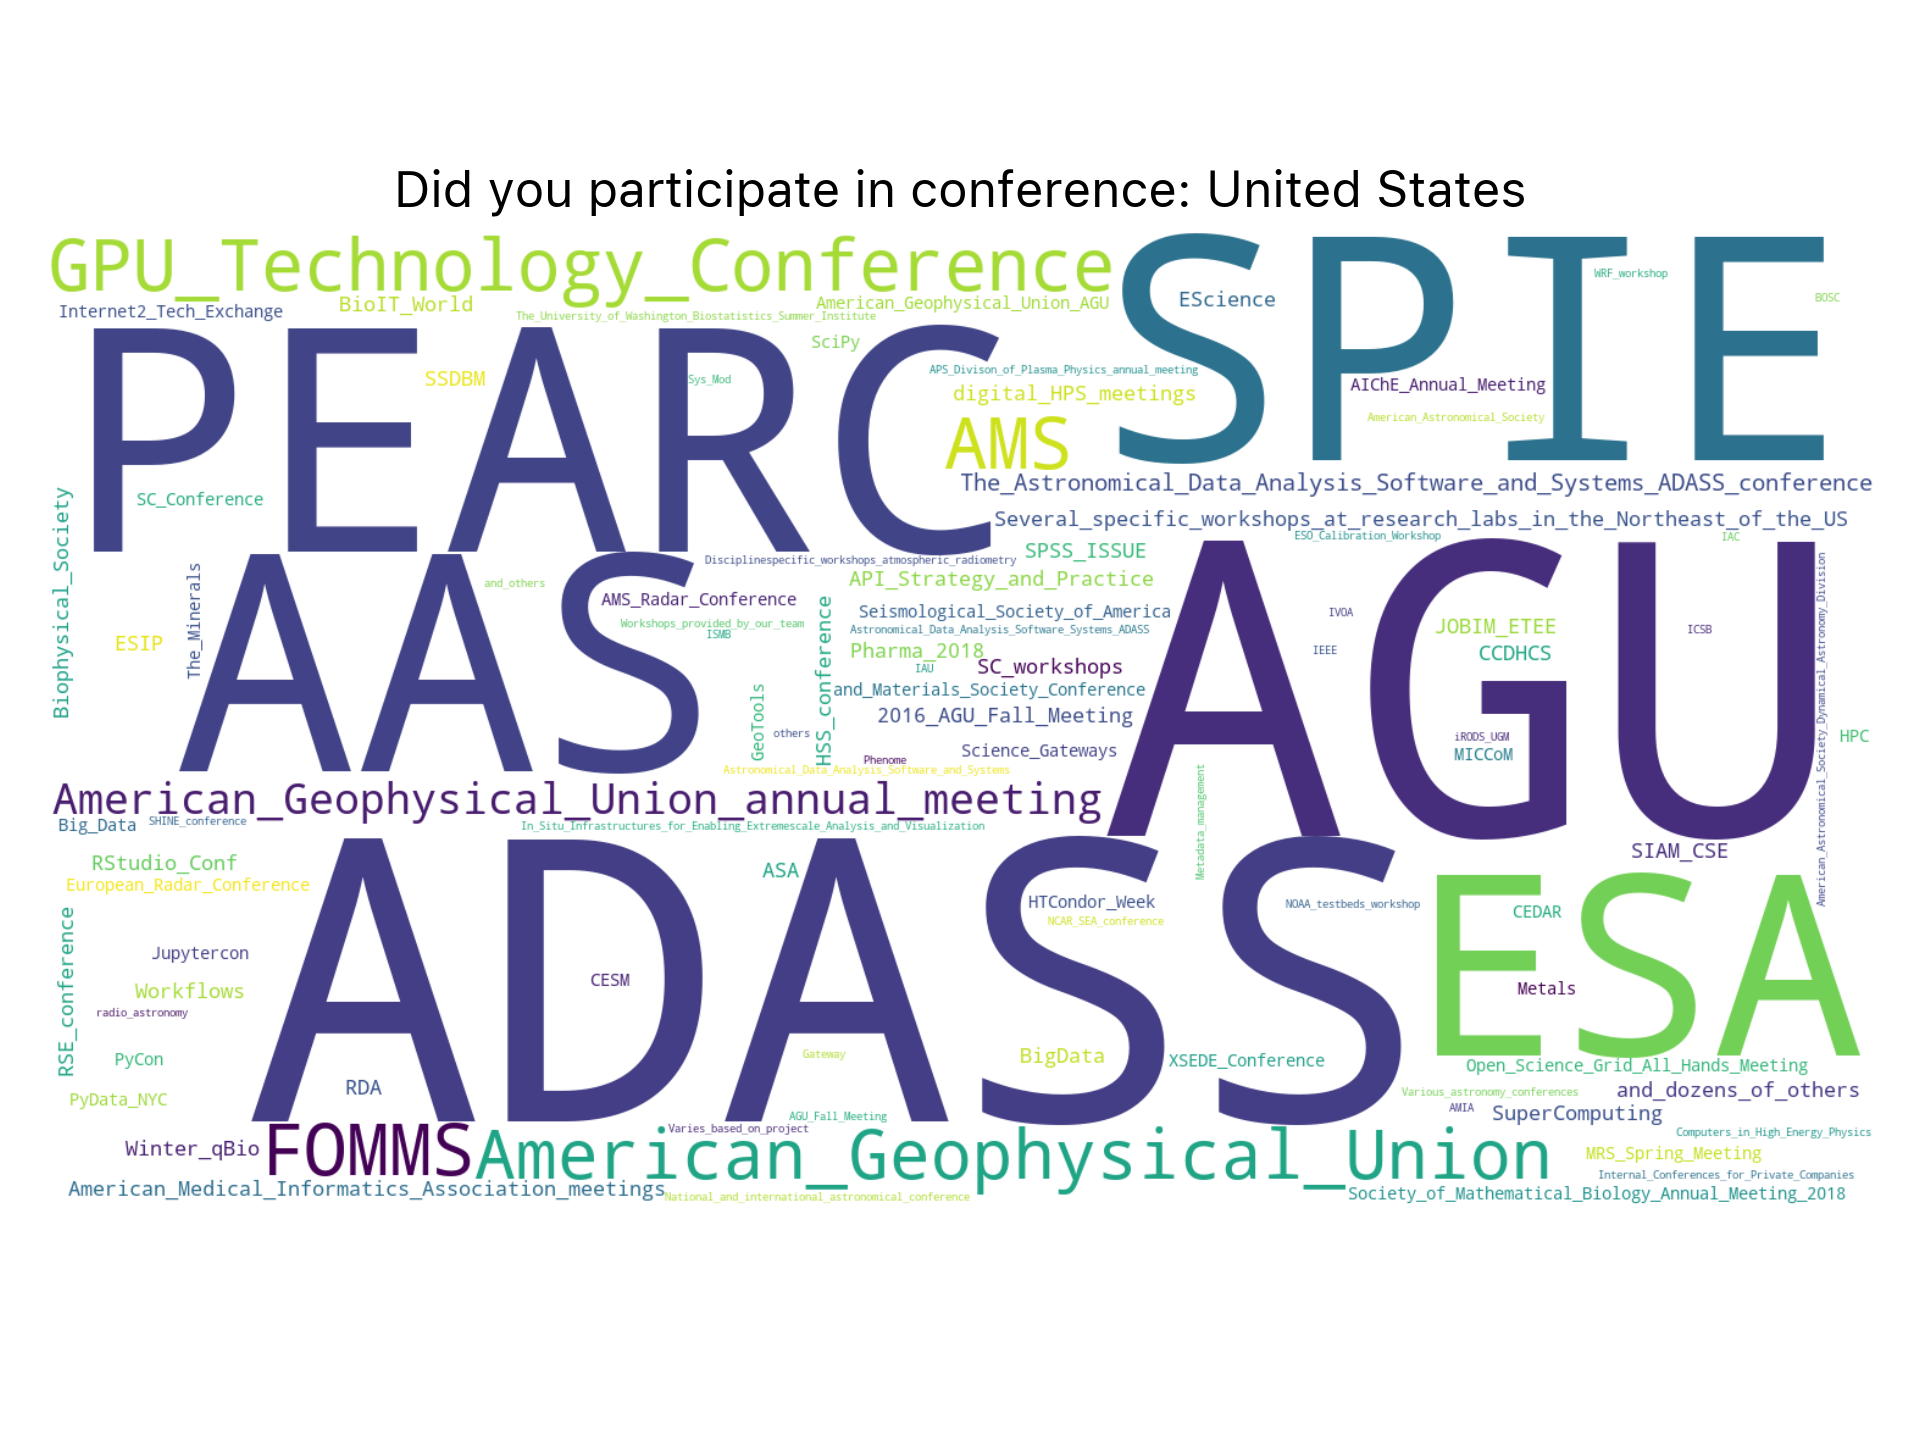 Did you participate in conference: United States
GPU_Technology_Conference
SPIE
WRF_workshop
EScience
BOSC
Internet2_Tech_Exchange
BioIT_World
American_Geophysical_Union_AGU
The_University_of_Washington_Biostatistics_Summer_Institute
PEARC
SciPy
SSDBM
Sys_Mod
APS_Divison_of_Plasma_Physics_annual_meeting
AIChE_Annual_Meeting
digital_HPS_meetings
American_Astronomical_Society
AMS
The_Astronomical_Data_Analysis_Software_and_Systems_ADASS_conference
SC_Conference
Several_specific_workshops_at_research_labs_in_the_Northeast_of_the_US
ESO_Calibration_Workshop
IAC
Biophysical_Society
AAS
AGU
SPSS_ISSUE
Disciplinespecific_workshops_atmospheric_radiometry
API_Strategy_and_Practice
and_others
The_Minerals
AMS_Radar_Conference
Seismological_Society_of_America
IVOA
Workshops_provided_by_our_team
Astronomical_Data_Analysis_Software_Systems_ADASS
JOBIM_ETEE
ICSB
ISMB
ESIP
Pharma_2018
IEEE
CCDHCS
HSS_conference
IAU
SC_workshops
and_Materials_Society_Conference
2016_AGU_Fall_Meeting
GeoTools
others
Science_Gateways
iRODS_UGM
MICCoM
HPC
American_Astronomical_Society_Dynamical_Astronomy_Division
Phenome
Astronomical_Data_Analysis_Software_and_Systems
American_Geophysical_Union_annual_meeting
Metadata_management
Big_Data
SHINE_conference
In_Situ_Infrastructures_for_Enabling_Extremescale_Analysis_and_Visualization
ADASS
SIAM_CSE
RStudio_Conf
ASA
European_Radar_Conference
ESA
HTCondor_Week
NOAA_testbeds_workshop
CEDAR
NCAR_SEA_conference
RSE_conference
Jupytercon
CESM
Metals
Workflows
radio_astronomy
PyCon
Gateway
BigData
XSEDE_Conference
Open_Science_Grid_All_Hands_Meeting
RDA
PyData_NYC
Various_astronomy_conferences
and_dozens_of_others
AMIA
SuperComputing
AGU_Fall_Meeting
Varies_based_on_project
Computers_in_High_Energy_Physics
Winter_qBio
FOMMS
American_Geophysical_Union
MRS_Spring_Meeting
Internal_Conferences_for_Private_Companies
American_Medical_Informatics_Association_meetings
National_and_international_astronomical_conference
Society_of_Mathematical_Biology_Annual_Meeting_2018